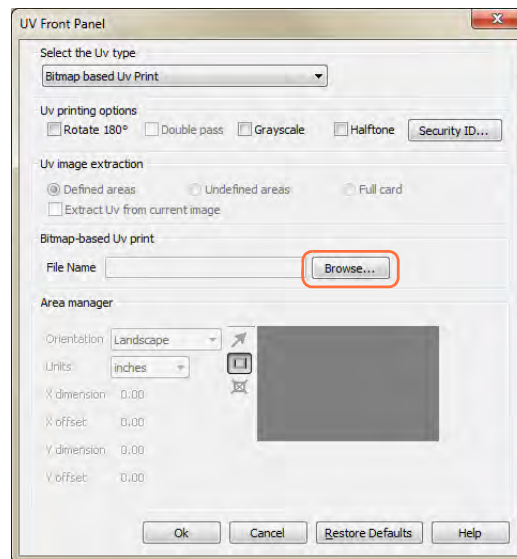 UV Front Panel
Select the Uv type
Bitmap based Uv Print
Uv printing options
Rotate 180° Double pass Grayscale Halftone Security ID...
Uv image extraction
Defined areas Undefined areas Full card
Extract Uv from current image
Bitmap-based Uv print
File Name Browse...
Area manager
Orientation Landscape
Units inches
X dimension 0.00
X offset 0.00
Y dimension 0.00
Y offset 0.00
Ok Cancel Restore Defaults Help